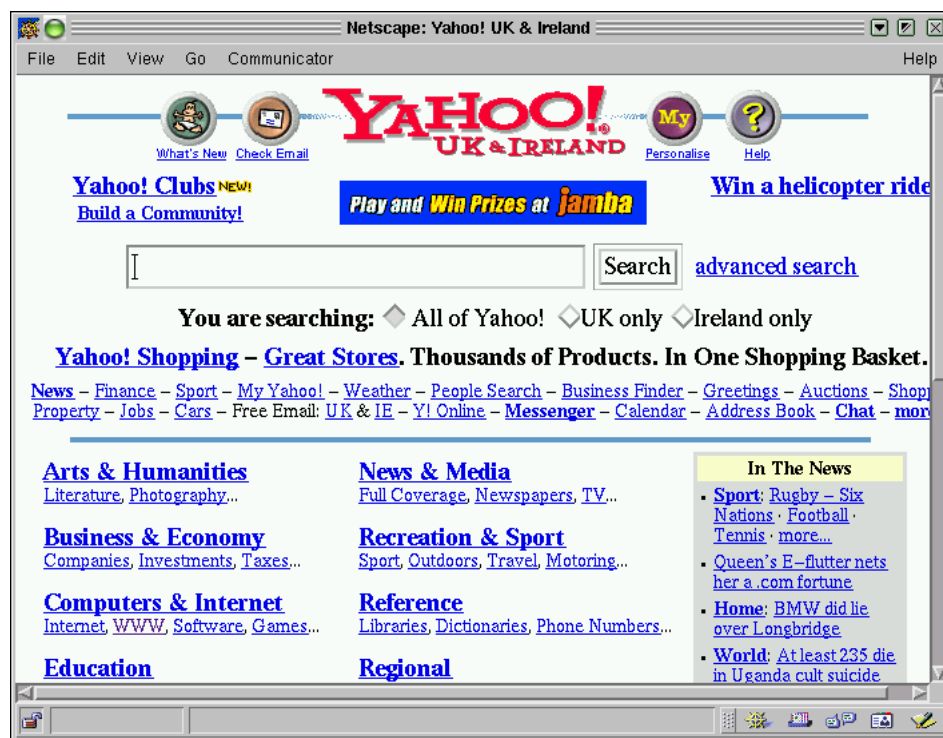 Netscape: Yahoo! UK & Ireland
File Edit View Go Communicator Help
YAHOO!
UK & IRELAND
My ?
What's New Check Email Personalise Help
Yahoo! Clubs NEW! Win a helicopter ride
Build a Community!
Play and Win Prizes at jamba
Search advanced search
You are searching: All of Yahoo! UK only Ireland only
Yahoo! Shopping – Great Stores. Thousands of Products. In One Shopping Basket.
News – Finance – Sport – My Yahoo! – Weather – People Search – Business Finder – Greetings – Auctions – Shopp
Property – Jobs – Cars – Free Email: UK & IE – Y! Online – Messenger – Calendar – Address Book – Chat – more
Arts & Humanities
Literature, Photography...
News & Media
Full Coverage, Newspapers, TV...
Business & Economy
Companies, Investments, Taxes...
Recreation & Sport
Sport, Outdoors, Travel, Motoring...
Computers & Internet
Internet, WWW, Software, Games...
Reference
Libraries, Dictionaries, Phone Numbers...
Education
Regional
In The News
Sport: Rugby – Six
Nations · Football ·
Tennis · more...
Queen's E–flutter nets
her a .com fortune
Home: BMW did lie
over Longbridge
World: At least 235 die
in Uganda cult suicide